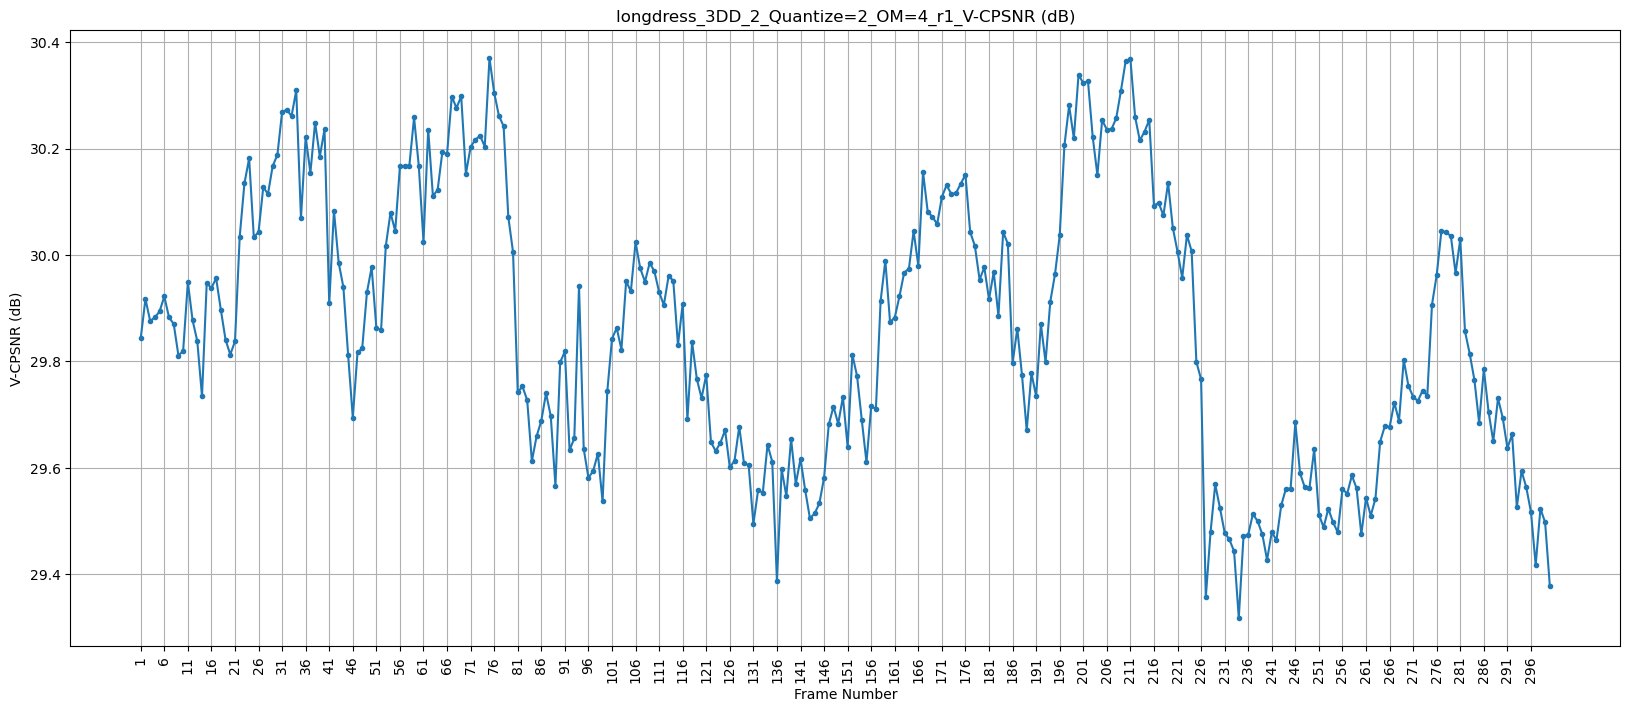 longdress_3DD_2_Quantize=2_OM=4_r1_V-CPSNR (dB)
30.4
30.2
30.0
29.8
29.6
29.4
V-CPSNR (dB)
1 6 11 16 21 26 31 36 41 46 51 56 61 66 71 76 81 86 91 96 101 106 111 116 121 126 131 136 141 146 151 156 161 166 171 176 181 186 191 196 201 206 211 216 221 226 231 236 241 246 251 256 261 266 271 276 281 286 291 296
Frame Number